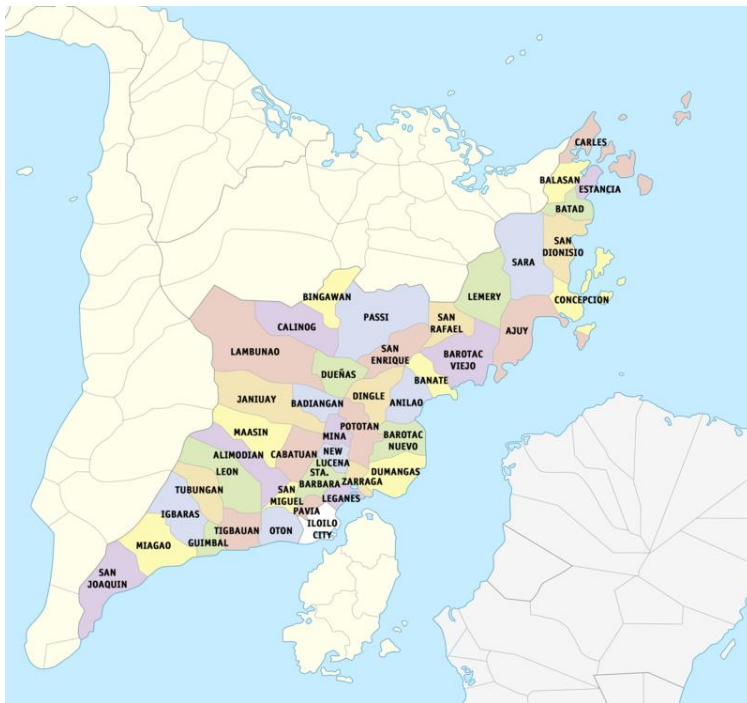 CARLES
BALASAN
ESTANCIA
BATAD
SAN
DIONISIO
SARA
CONCEPCION
LEMERY
BINGAWAN
PASSI
CALINOG
SAN
RAFAEL
AJUY
LAMBUNAO
SAN
ENRIQUE
BAROTAC
VIEJO
DUEÑAS
BANATE
JANIUAY
BADIANGAN
DINGLE
ANILAO
MAASIN
MINA
POTOTAN
BAROTAC
NUEVO
ALIMODIAN
CABATUAN
NEW
LUCENA
LEON
STA.
BARBARA
DUMANGAS
ZARRAGA
TUBUNGAN
SAN
MIGUEL
LEGANES
IGBARAS
PAVIA
TIGBAUAN
OTON
ILOILO
CITY
GUIMBAL
MIAGAO
SAN
JOAQUIN